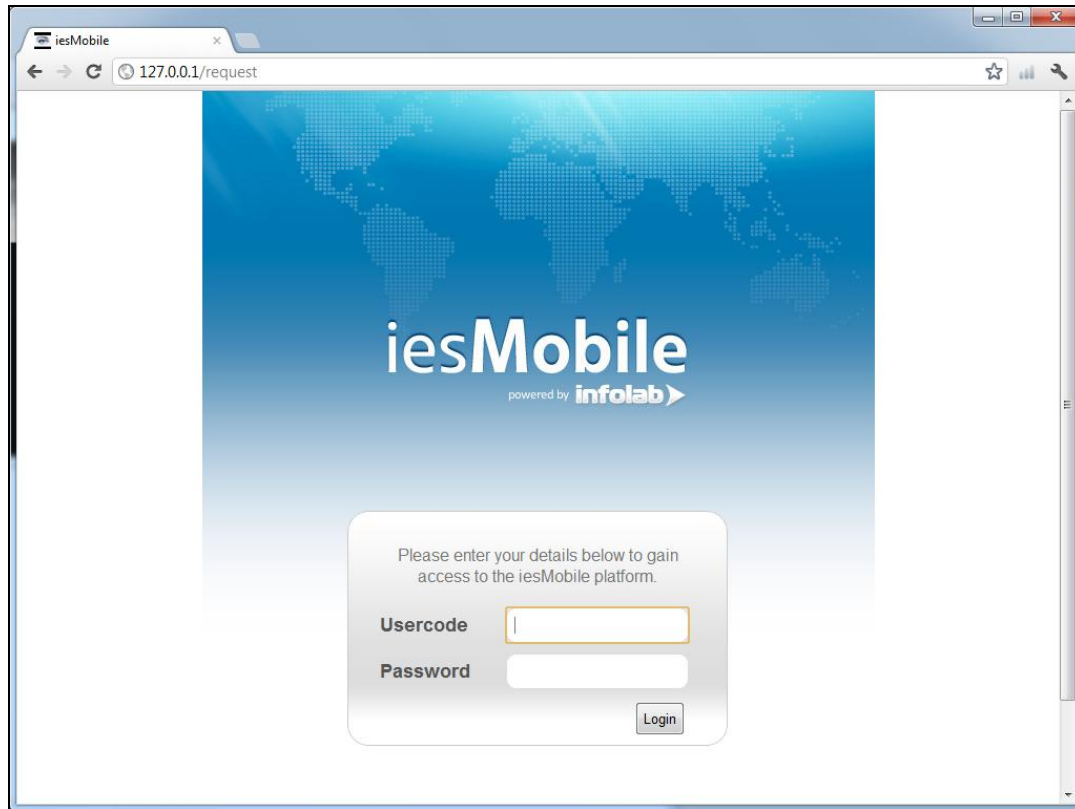 iesMobile
127.0.0.1/request
iesMobile
powered by infolab
Please enter your details below to gain
access to the iesMobile platform.
Usercode
Password
Login